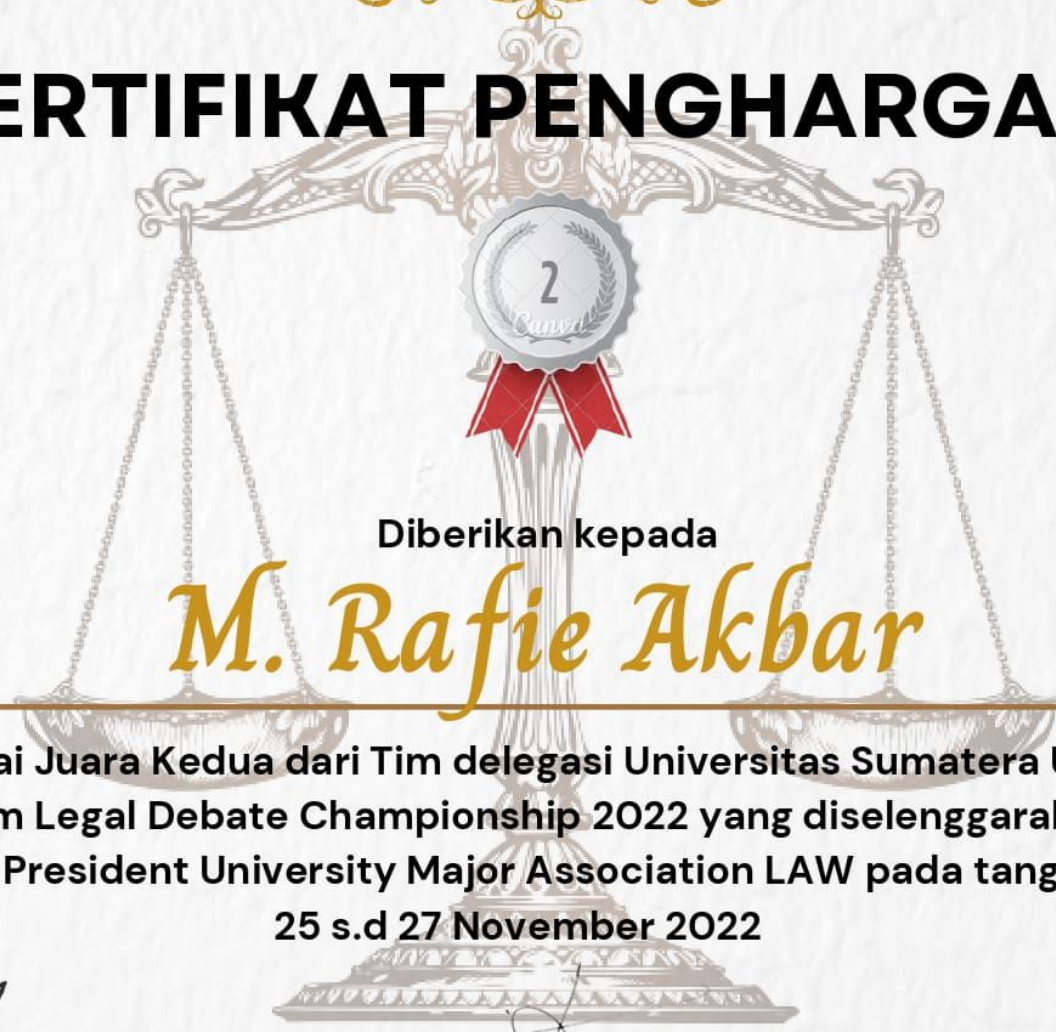 ERTIFIKAT PENGHARGA
2
Canva
Diberikan kepada
M. Rafie Akbar
ai Juara Kedua dari Tim delegasi Universitas Sumatera U
m Legal Debate Championship 2022 yang diselenggarak
President University Major Association LAW pada tang
25 s.d 27 November 2022